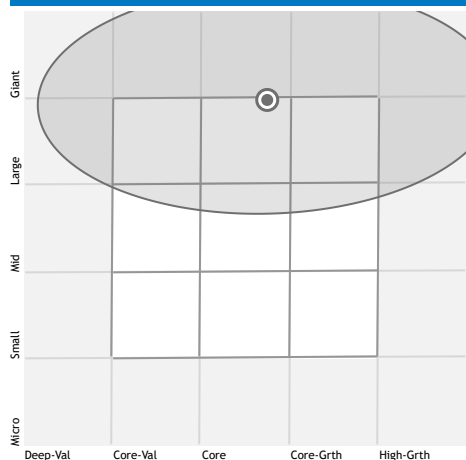 Giant
Large
Mid
Small
Micro
Deep-Val Core-Val Core Core-Grth High-Grth